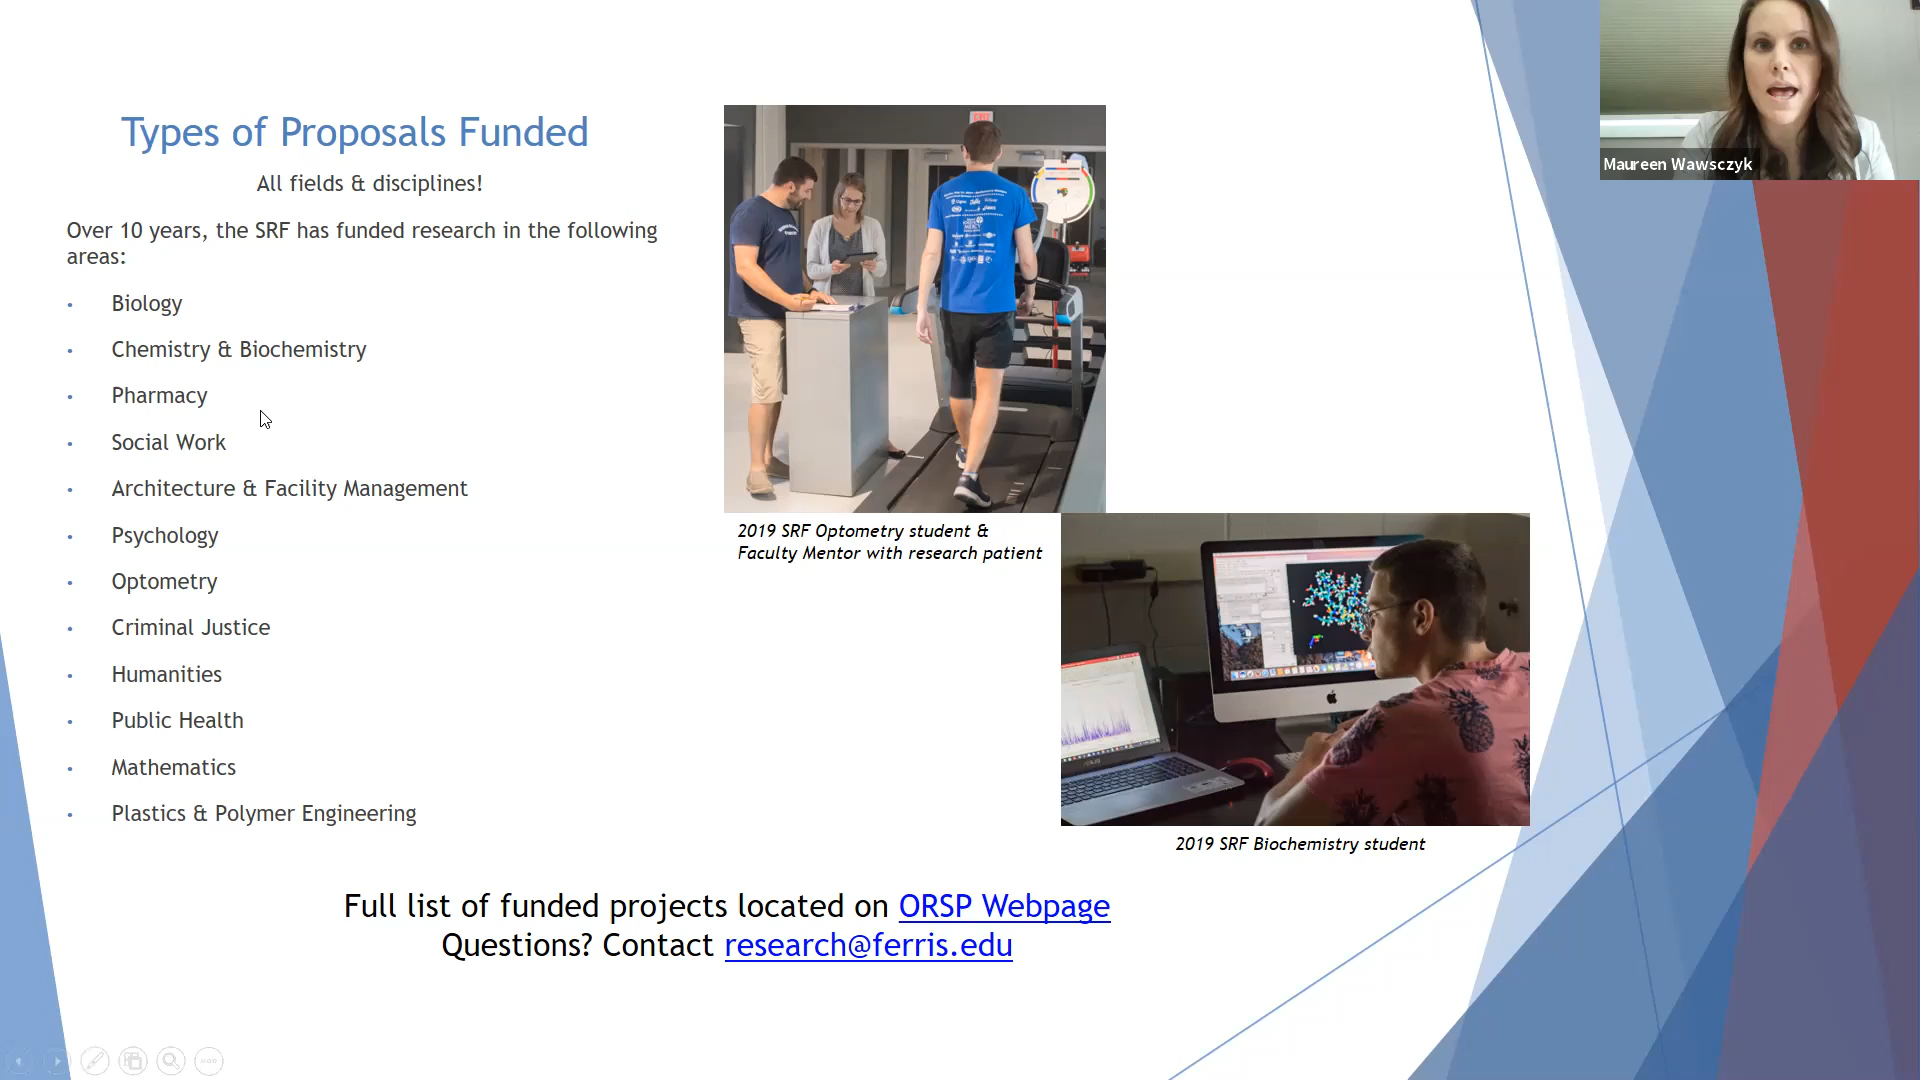 Types of Proposals Funded
All fields & disciplines!
Over 10 years, the SRF has funded research in the following
areas:
• Biology
• Chemistry & Biochemistry
• Pharmacy
• Social Work
• Architecture & Facility Management
• Psychology
• Optometry
• Criminal Justice
• Humanities
• Public Health
• Mathematics
• Plastics & Polymer Engineering
EXIT
2019 SRF Optometry student &
Faculty Mentor with research patient
2019 SRF Biochemistry student
Full list of funded projects located on ORSP Webpage
Questions? Contact research@ferris.edu
Maureen Wawsczyk